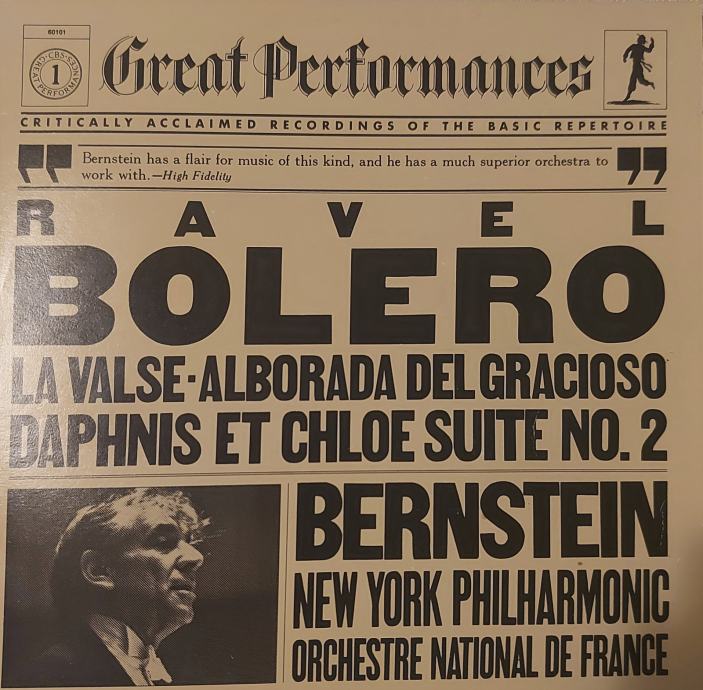 60101
·CBS·
GREAT PERFORMANCES
1
Great Performances
CRITICALLY ACCLAIMED RECORDINGS OF THE BASIC REPERTOIRE
" Bernstein has a flair for music of this kind, and he has a much superior orchestra to
work with.—High Fidelity "
RAVEL
BOLERO
LA VALSE·ALBORADA DEL GRACIOSO
DAPHNIS ET CHLOE SUITE NO. 2
BERNSTEIN
NEW YORK PHILHARMONIC
ORCHESTRE NATIONAL DE FRANCE